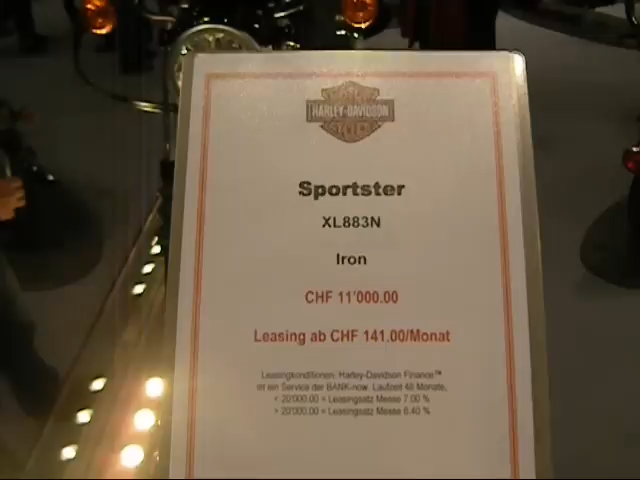 HARLEY-DAVIDSON
Sportster
XL883N
Iron
CHF 11'000.00
Leasing ab CHF 141.00/Monat
Leasingkonditionen: Harley-Davidson Finance™
ist ein Service der BANK-now. Laufzeit 48 Monate,
< 20'000.00 = Leasingsatz Messe 7.00 %
> 20'000.00 = Leasingsatz Messe 6.40 %